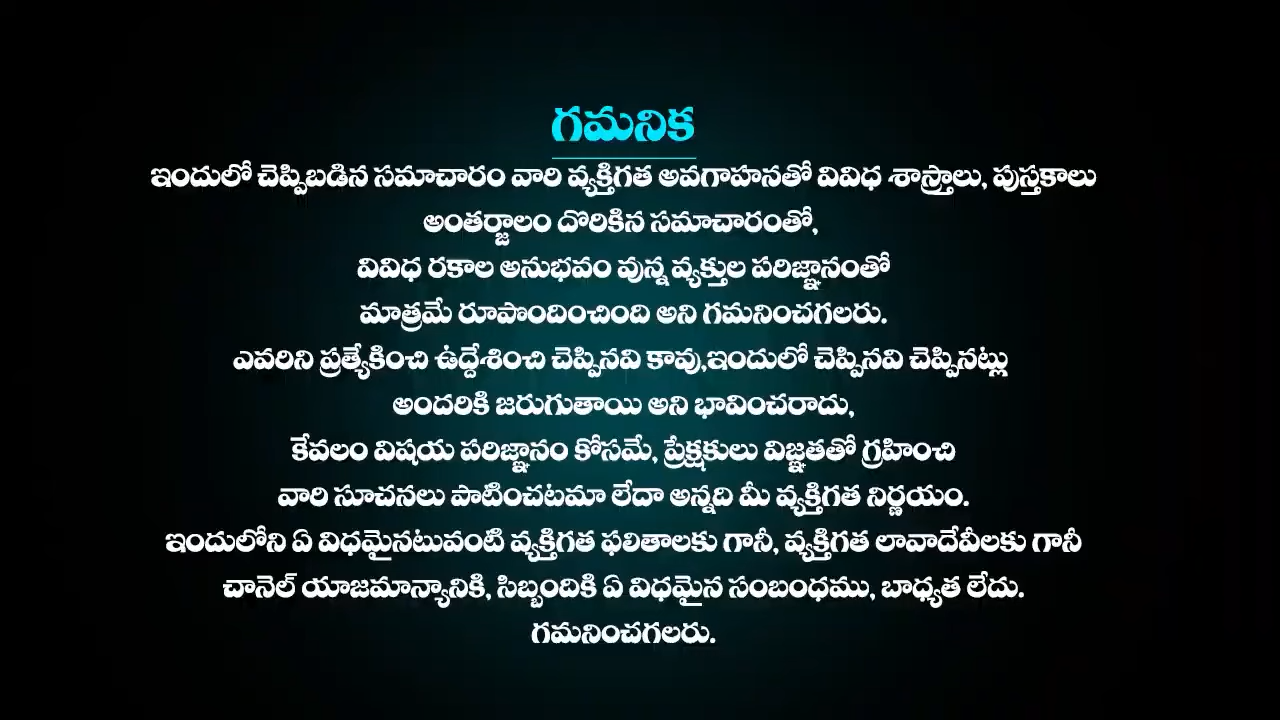 గమనిక
ఇందులో చెప్పిబడిన సమాచారం వారి వ్యక్తిగత అవగాహనతో వివిధ శాస్త్రాలు, పుస్తకాలు
అంతర్జాలం దొరికిన సమాచారంతో,
వివిధ రకాల అనుభవం వున్న వ్యక్తుల పరిజ్ఞానంతో
మాత్రమే రూపొందించింది అని గమనించగలరు.
ఎవరిని ప్రత్యేకించి ఉద్దేశించి చెప్పినవి కావు,ఇందులో చెప్పినవి చెప్పినట్లు
అందరికి జరుగుతాయి అని భావించరాదు,
కేవలం విషయ పరిజ్ఞానం కోసమే, ప్రేక్షకులు విజ్ఞతతో గ్రహించి
వారి సూచనలు పాటించటమా లేదా అన్నది మీ వ్యక్తిగత నిర్ణయం.
ఇందులోని ఏ విధమైనటువంటి వ్యక్తిగత ఫలితాలకు గానీ, వ్యక్తిగత లావాదేవీలకు గానీ
చానెల్ యాజమాన్యానికి, సిబ్బందికి ఏ విధమైన సంబంధము, బాధ్యత లేదు.
గమనించగలరు.